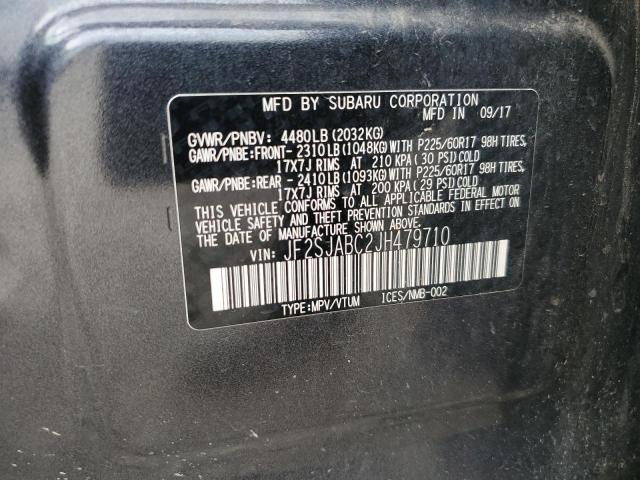 MFD BY SUBARU CORPORATION
MFD IN 09/17
GVWR/PNBV: 4480LB (2032KG)
GAWR/PNBE:FRONT- 2310LB (1048KG)WITH P225/60R17 98H TIRES,
17X7J RIMS AT 210 KPA (30 PSI)COLD
GAWR/PNBE:REAR - 2410LB (1093KG)WITH P225/60R17 98H TIRES,
17X7J RIMS AT 200 KPA (29 PSI)COLD
THIS VEHICLE CONFORMS TO ALL APPLICABLE FEDERAL MOTOR
VEHICLE SAFETY AND THEFT PREVENTION STANDARDS IN EFFECT ON
THE DATE OF MANUFACTURE SHOWN ABOVE.
VIN: JF2SJABC2JH479710
TYPE:MPV/VTUM ICES/NMB-002